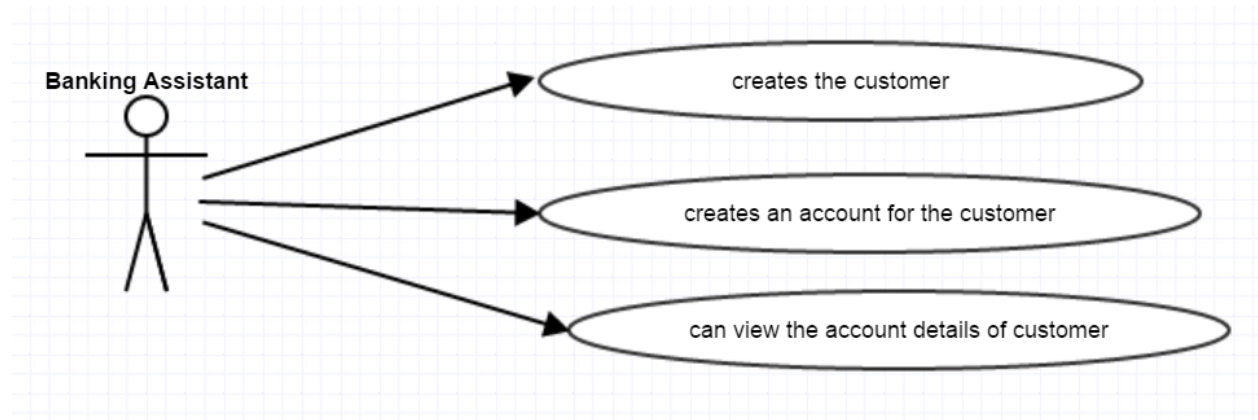 Banking Assistant
creates the customer
creates an account for the customer
can view the account details of customer